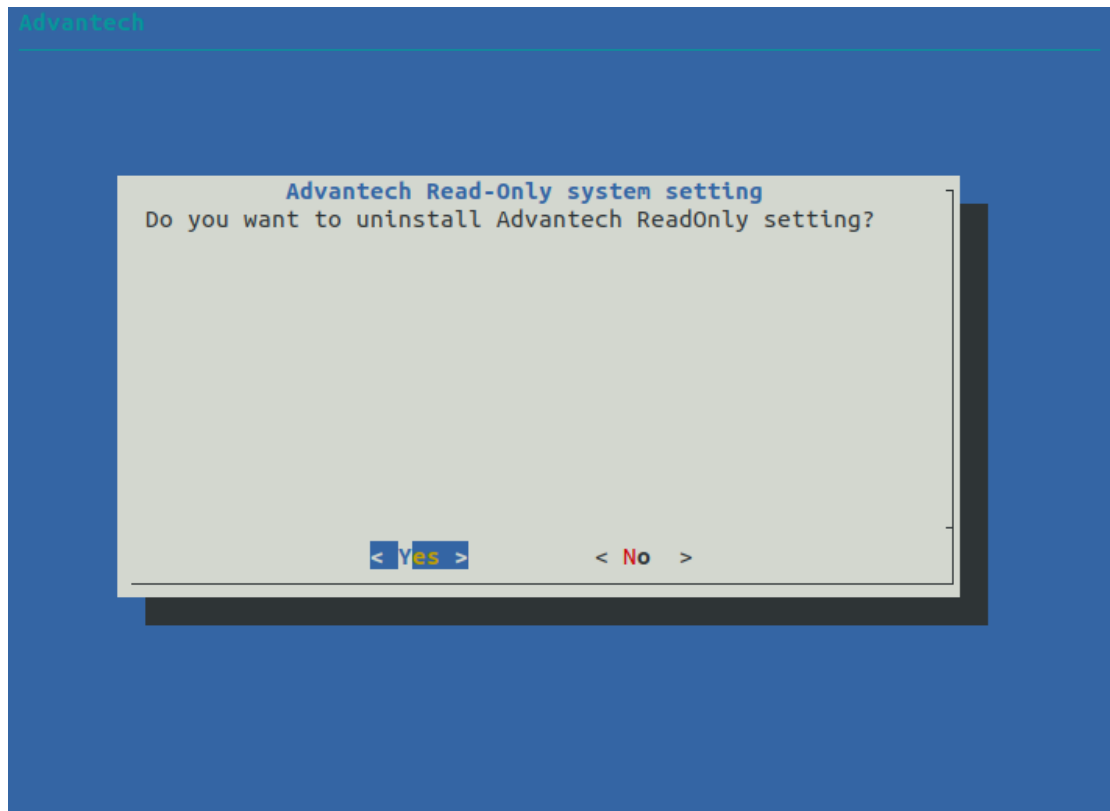 Advantech
Advantech Read-Only system setting
Do you want to uninstall Advantech ReadOnly setting?
< Yes > < No >